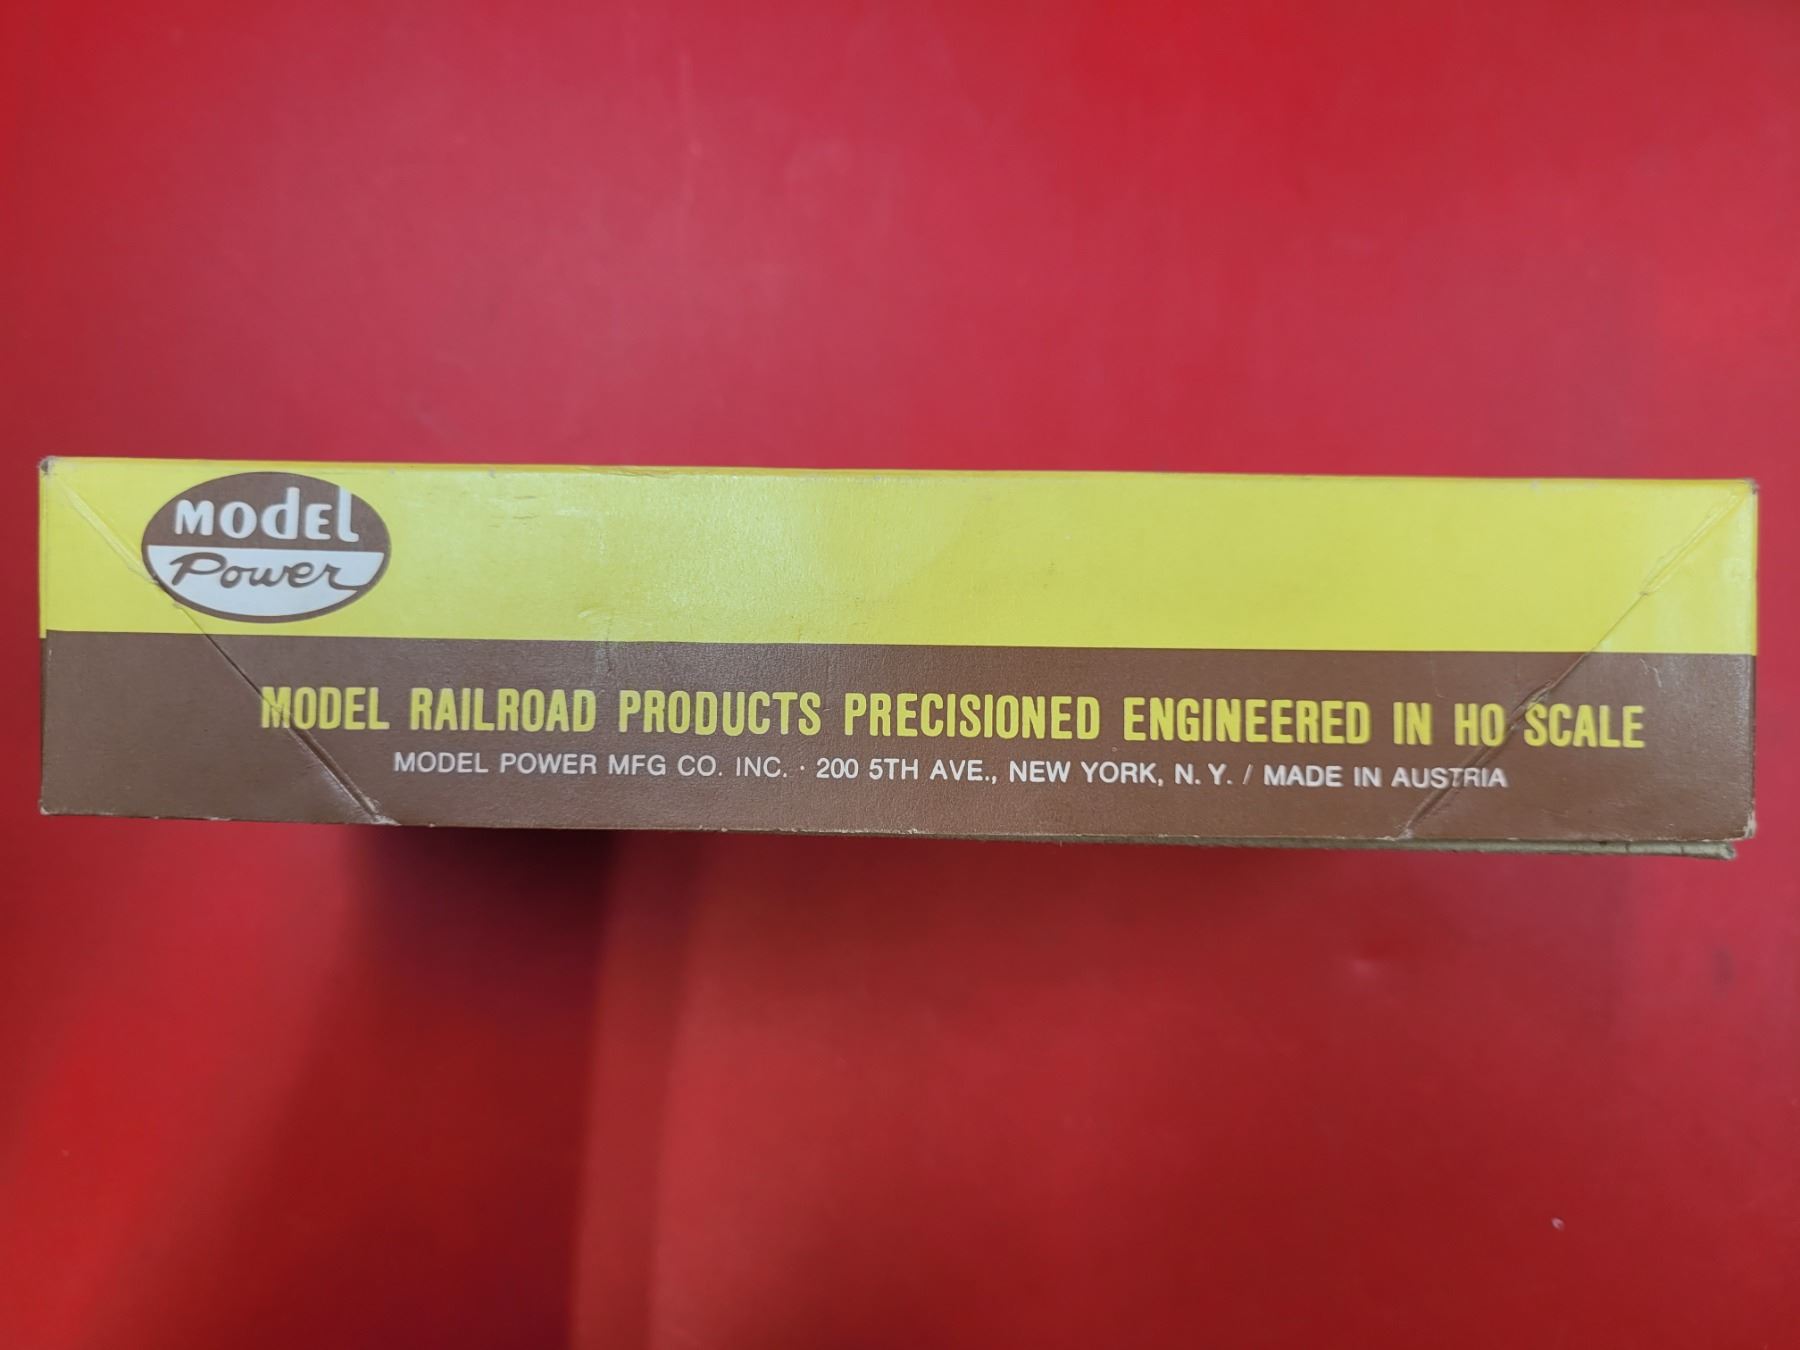 MODEL
Power
MODEL RAILROAD PRODUCTS PRECISIONED ENGINEERED IN HO SCALE
MODEL POWER MFG CO. INC. · 200 5TH AVE., NEW YORK, N.Y. / MADE IN AUSTRIA